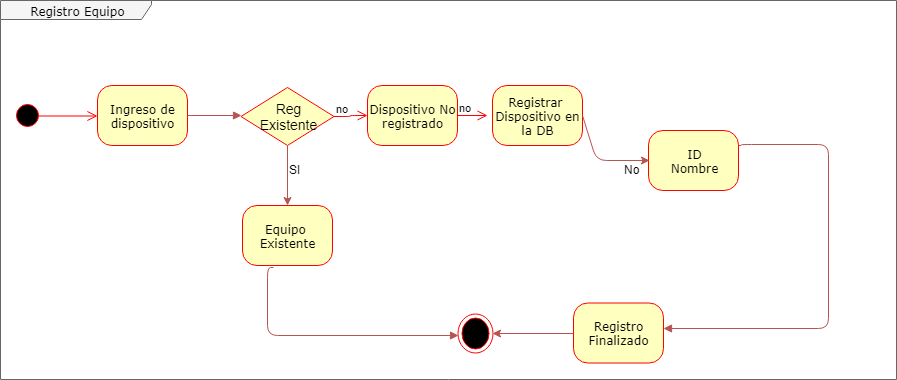 Registro Equipo
Ingreso de
dispositivo
Reg
Existente
no
Dispositivo No
registrado
no
Registrar
Dispositivo en
la DB
No
ID
Nombre
SI
Equipo
Existente
Registro
Finalizado